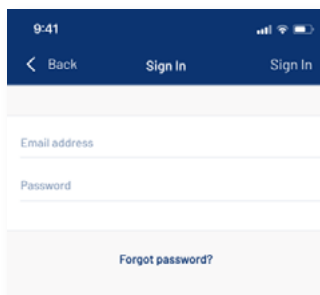 9:41
Back Sign In Sign In
Email address
Password
Forgot password?